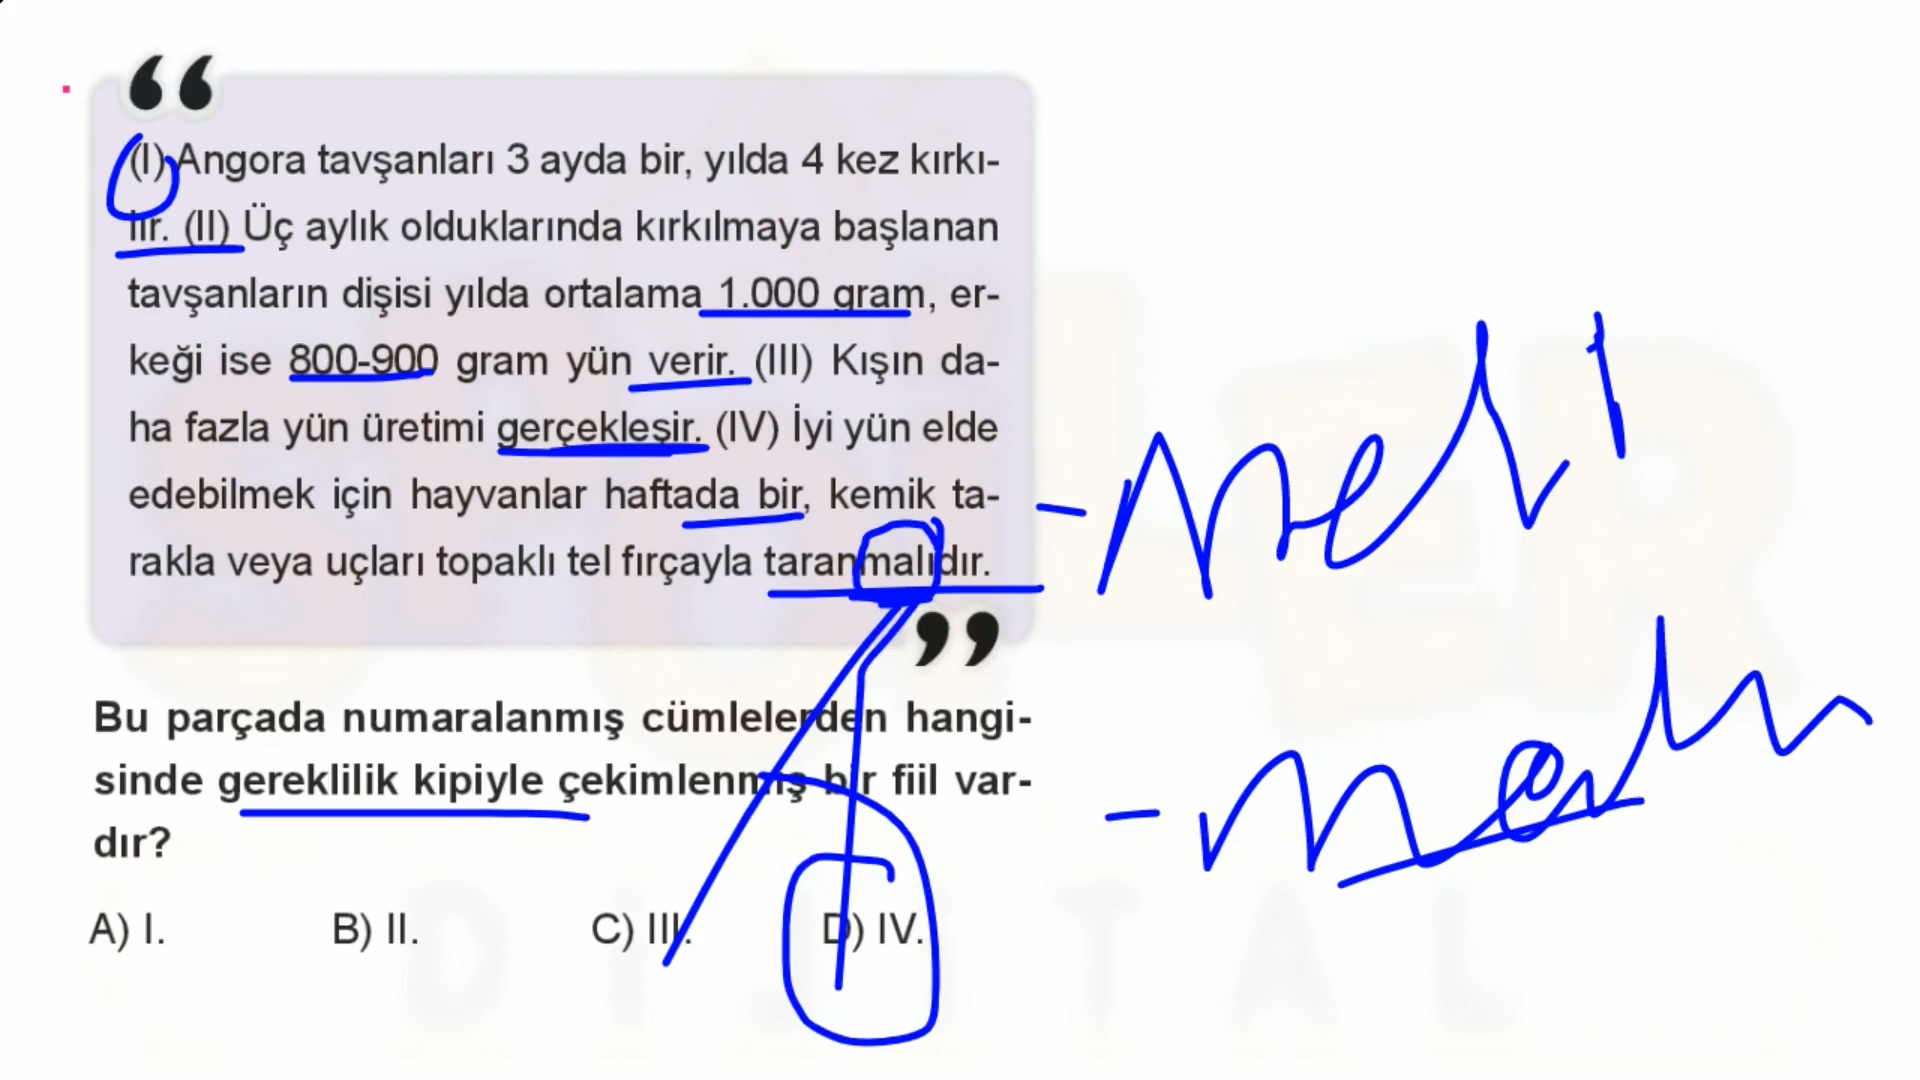 “
(I) Angora tavşanları 3 ayda bir, yılda 4 kez kırkı-
lır. (II) Üç aylık olduklarında kırkılmaya başlanan
tavşanların dişisi yılda ortalama 1.000 gram, er-
keği ise 800-900 gram yün verir. (III) Kışın da-
ha fazla yün üretimi gerçekleşir. (IV) İyi yün elde
edebilmek için hayvanlar haftada bir, kemik ta-
rakla veya uçları topaklı tel fırçayla taranmalıdır.
”
-meli
-malı
Bu parçada numaralanmış cümlelerden hangi-
sinde gereklilik kipiyle çekimlenmiş bir fiil var-
dır?
A) I. B) II. C) III. D) IV.